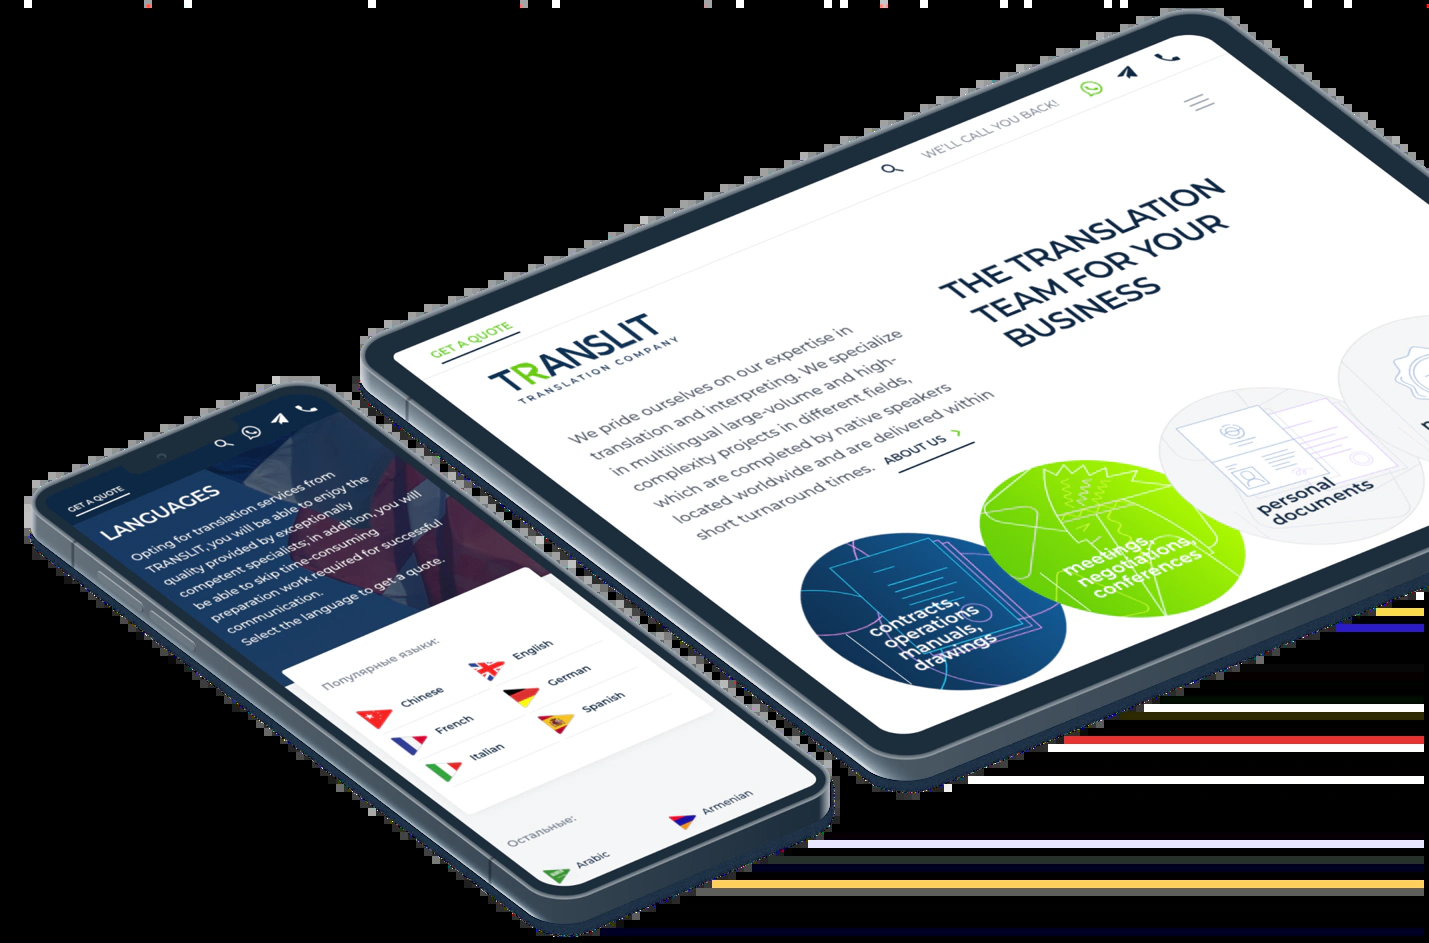 GET A QUOTE
WE'LL CALL YOU BACK!
TRANSLIT
TRANSLATION COMPANY
THE TRANSLATION
TEAM FOR YOUR
BUSINESS
We pride ourselves on our expertise in
translation and interpreting. We specialize
in multilingual large-volume and high-
complexity projects in different fields,
which are completed by native speakers
located worldwide and are delivered within
short turnaround times.
ABOUT US
contracts,
operations
manuals,
drawings
meetings,
negotiations,
conferences
personal
documents
GET A QUOTE
LANGUAGES
Opting for translation services from
TRANSLIT, you will be able to enjoy the
quality provided by exceptionally
competent specialists; in addition, you will
be able to skip time-consuming
preparation work required for successful
communication.
Select the language to get a quote.
Популярные языки:
Chinese
English
French
German
Italian
Spanish
Остальные:
Arabic
Armenian